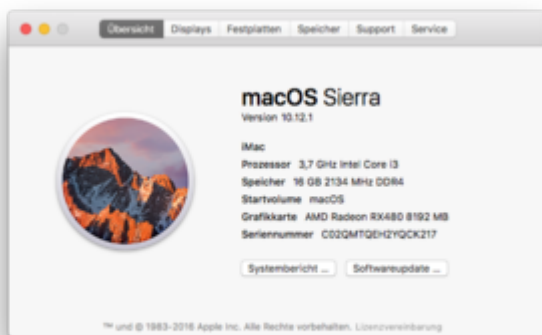 Übersicht Displays Festplatten Speicher Support Service
macOS Sierra
Version 10.12.1
iMac
Prozessor 3,7 GHz Intel Core i3
Speicher 16 GB 2134 MHz DDR4
Startvolume macOS
Grafikkarte AMD Radeon RX480 8192 MB
Seriennummer C02QMTQEH2YQCK217
Systembericht ... Softwareupdate ...
™ und © 1983-2016 Apple Inc. Alle Rechte vorbehalten. Lizenzvereinbarung